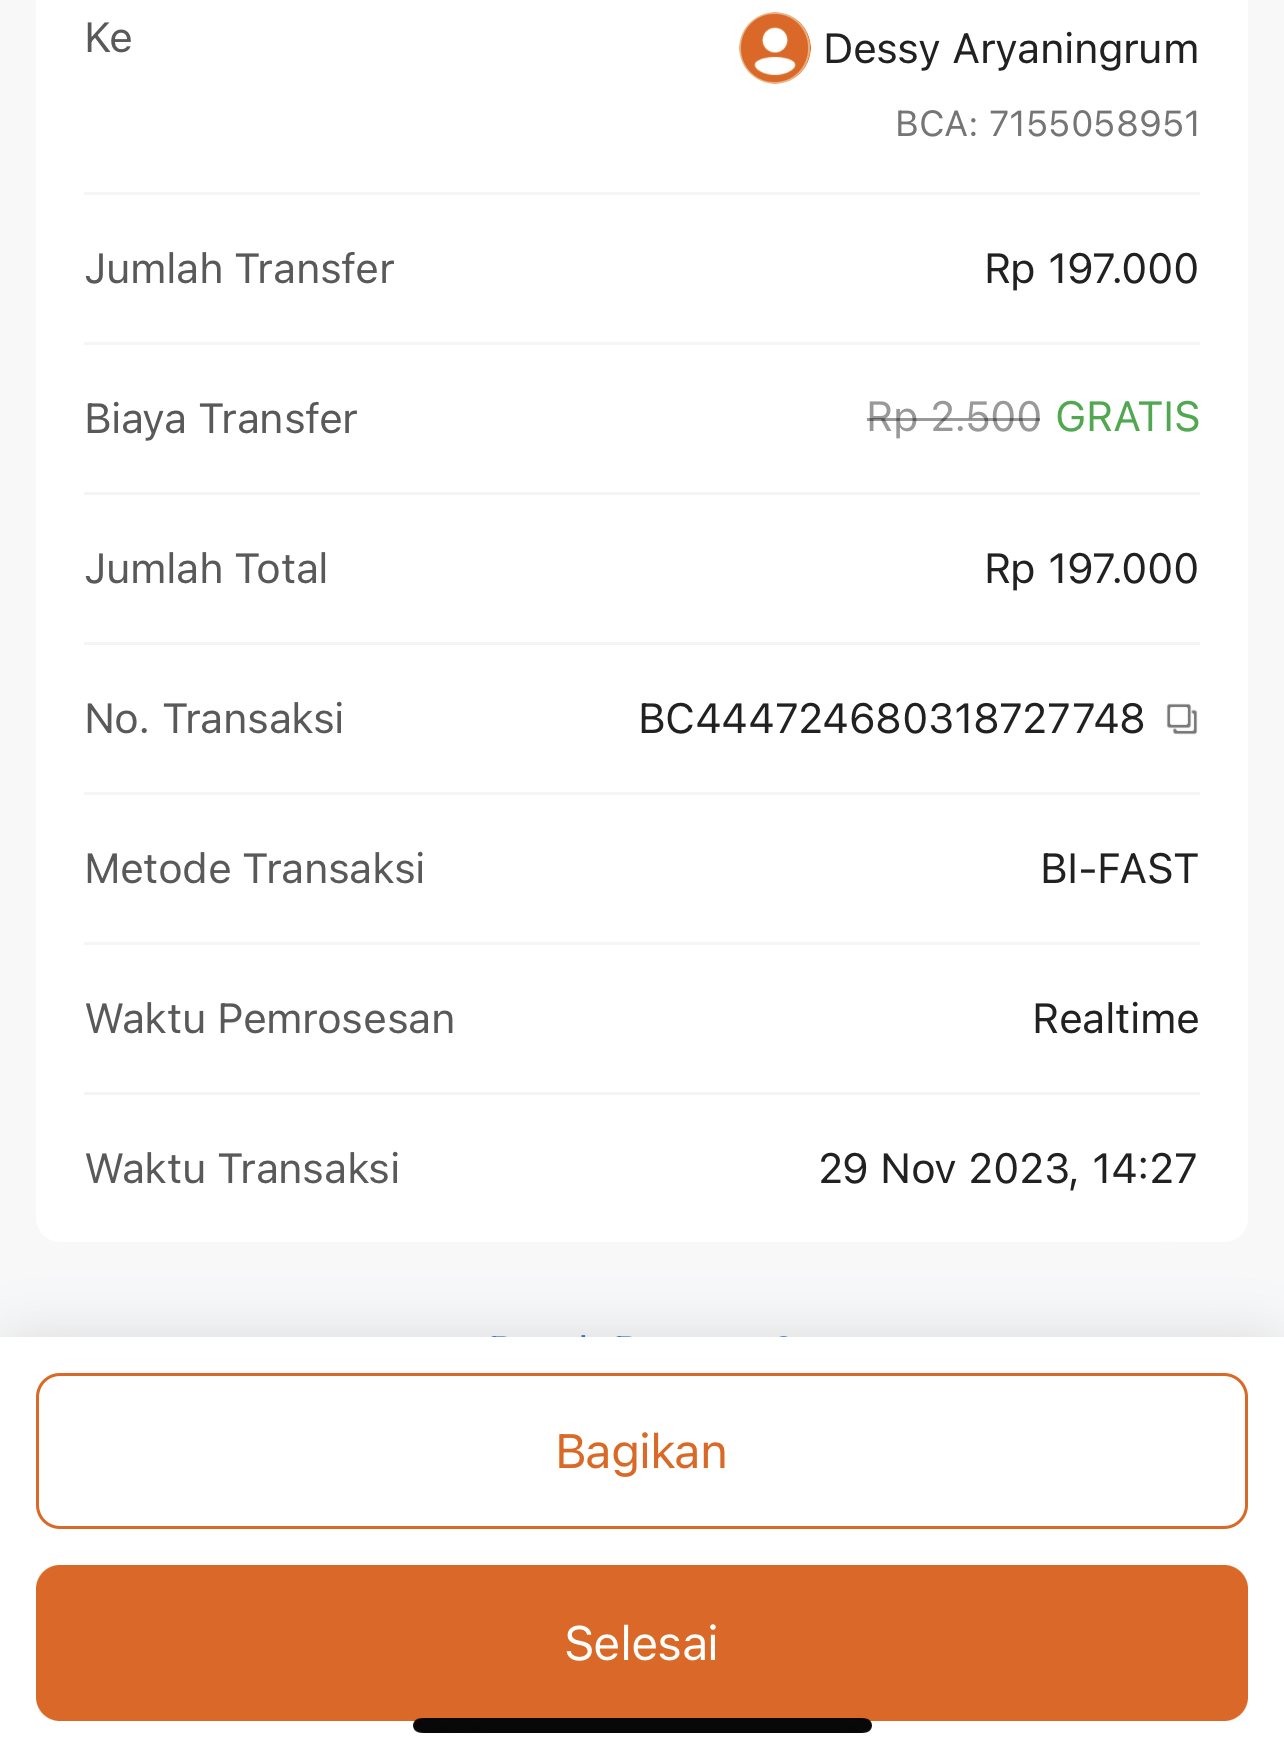 Ke
Dessy Aryaningrum
BCA: 7155058951
Jumlah Transfer Rp 197.000
Biaya Transfer Rp 2.500 GRATIS
Jumlah Total Rp 197.000
No. Transaksi BC444724680318727748
Metode Transaksi BI-FAST
Waktu Pemrosesan Realtime
Waktu Transaksi 29 Nov 2023, 14:27
Bagikan
Selesai